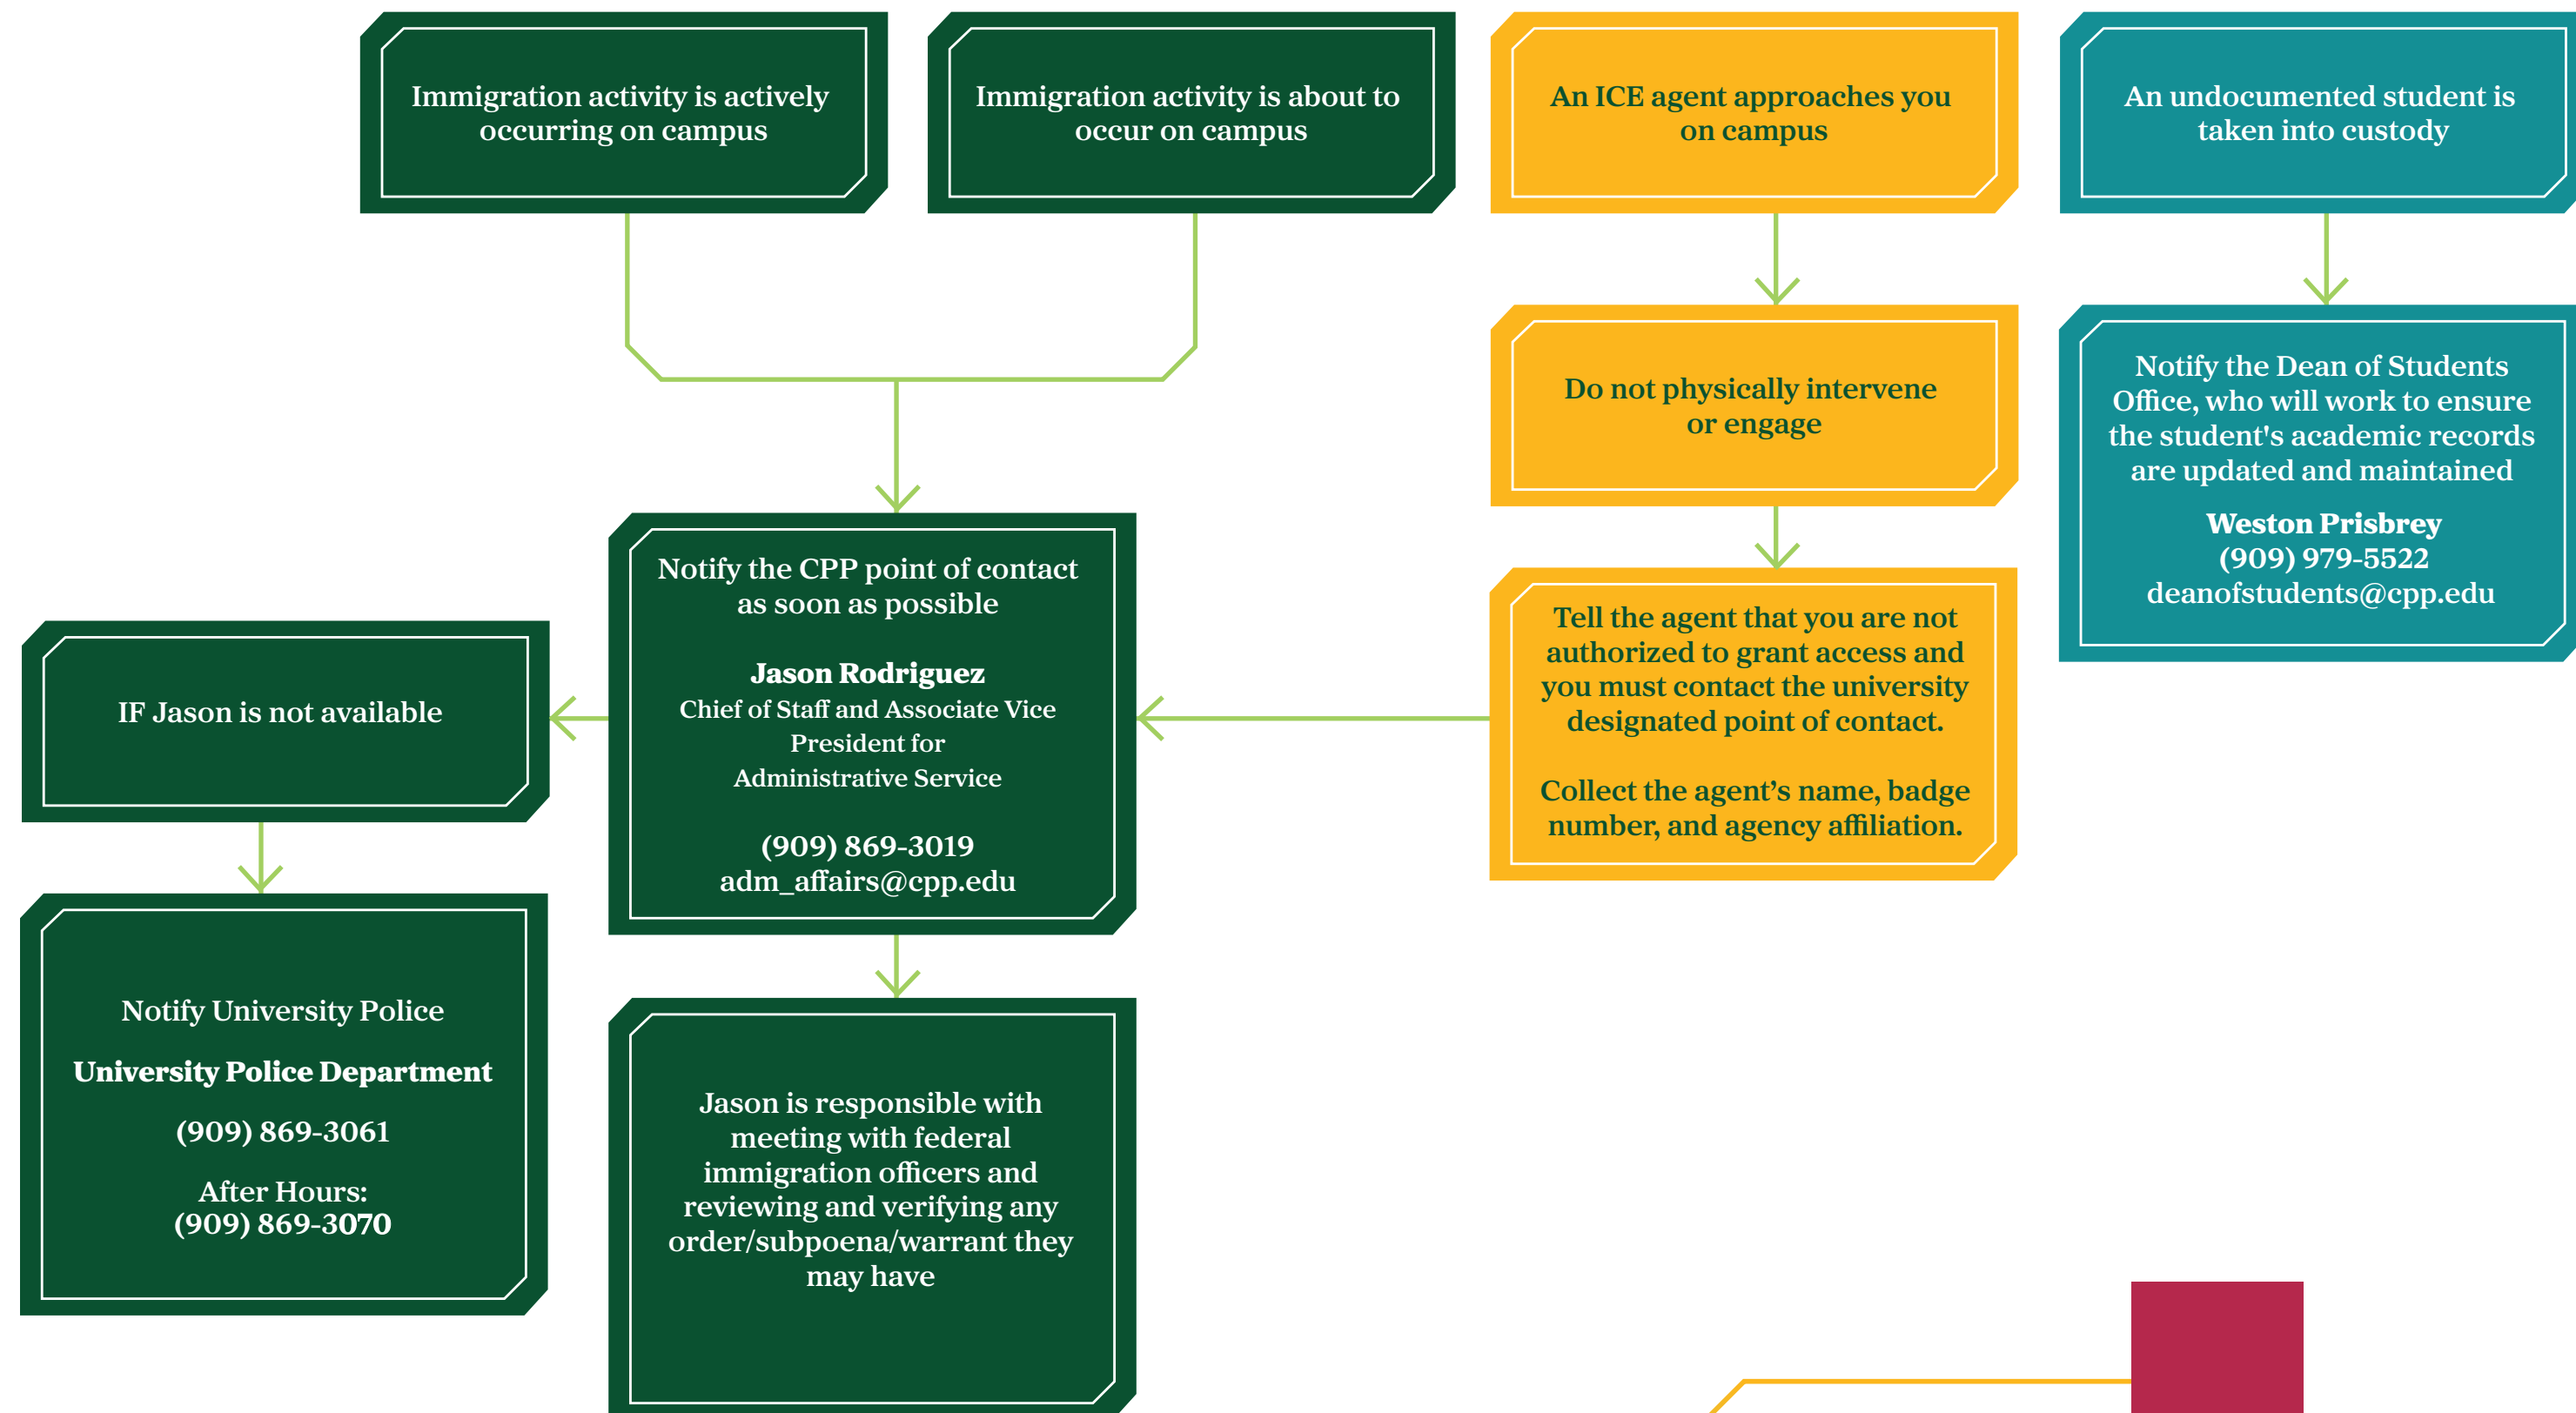 Immigration activity is actively
occurring on campus
Immigration activity is about to
occur on campus
An ICE agent approaches you
on campus
An undocumented student is
taken into custody
Do not physically intervene
or engage
Notify the Dean of Students
Office, who will work to ensure
the student's academic records
are updated and maintained
Weston Prisbrey
(909) 979-5522
deanofstudents@cpp.edu
Tell the agent that you are not
authorized to grant access and
you must contact the university
designated point of contact.
Collect the agent’s name, badge
number, and agency affiliation.
Notify the CPP point of contact
as soon as possible
Jason Rodriguez
Chief of Staff and Associate Vice
President for
Administrative Service
(909) 869-3019
adm_affairs@cpp.edu
IF Jason is not available
Notify University Police
University Police Department
(909) 869-3061
After Hours:
(909) 869-3070
Jason is responsible with
meeting with federal
immigration officers and
reviewing and verifying any
order/subpoena/warrant they
may have